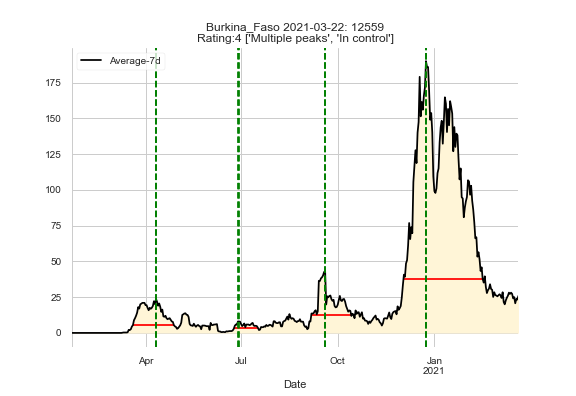 Burkina_Faso 2021-03-22: 12559
Rating:4 ['Multiple peaks', 'In control']
Average-7d
175
150
125
100
75
50
25
0
Apr
Jul
Oct
Jan
2021
Date